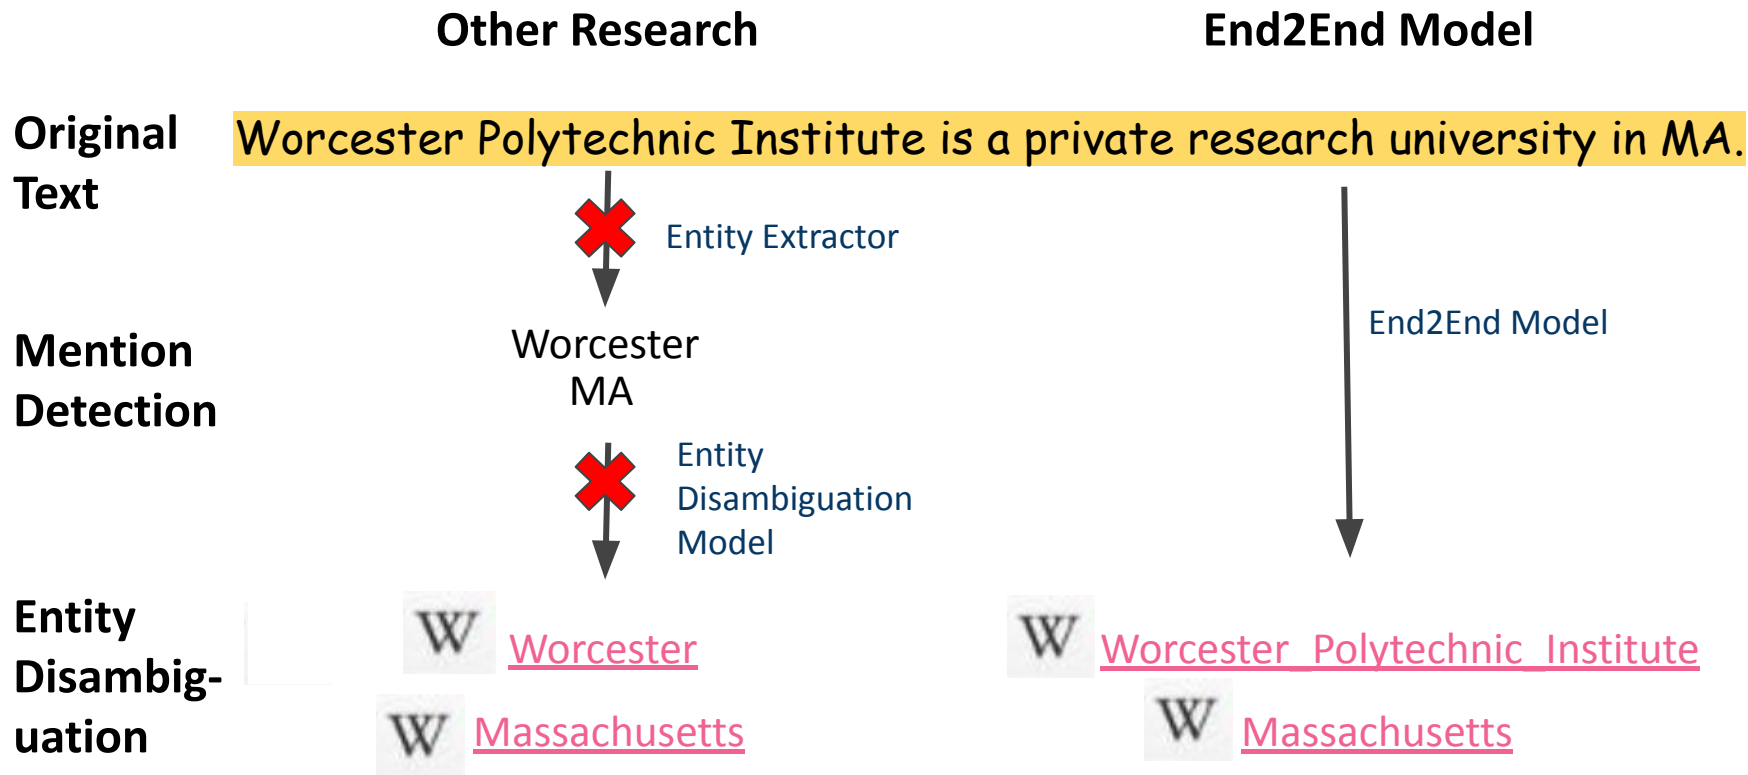 Other Research
End2End Model
Original
Text
Worcester Polytechnic Institute is a private research university in MA.
Entity Extractor
End2End Model
Mention
Detection
Worcester
MA
Entity
Disambiguation
Model
Entity
Disambig-
uation
W Worcester
W Massachusetts
W Worcester_Polytechnic_Institute
W Massachusetts